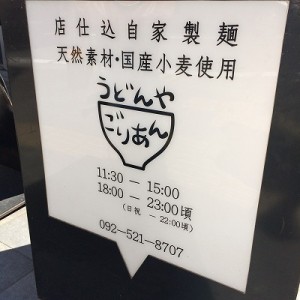 店仕込自家製麺
天然素材・国産小麦使用
うどんや
ごりあん
11:30 － 15:00
18:00 － 23:00頃
(日祝 － 22:00頃)
092-521-8707